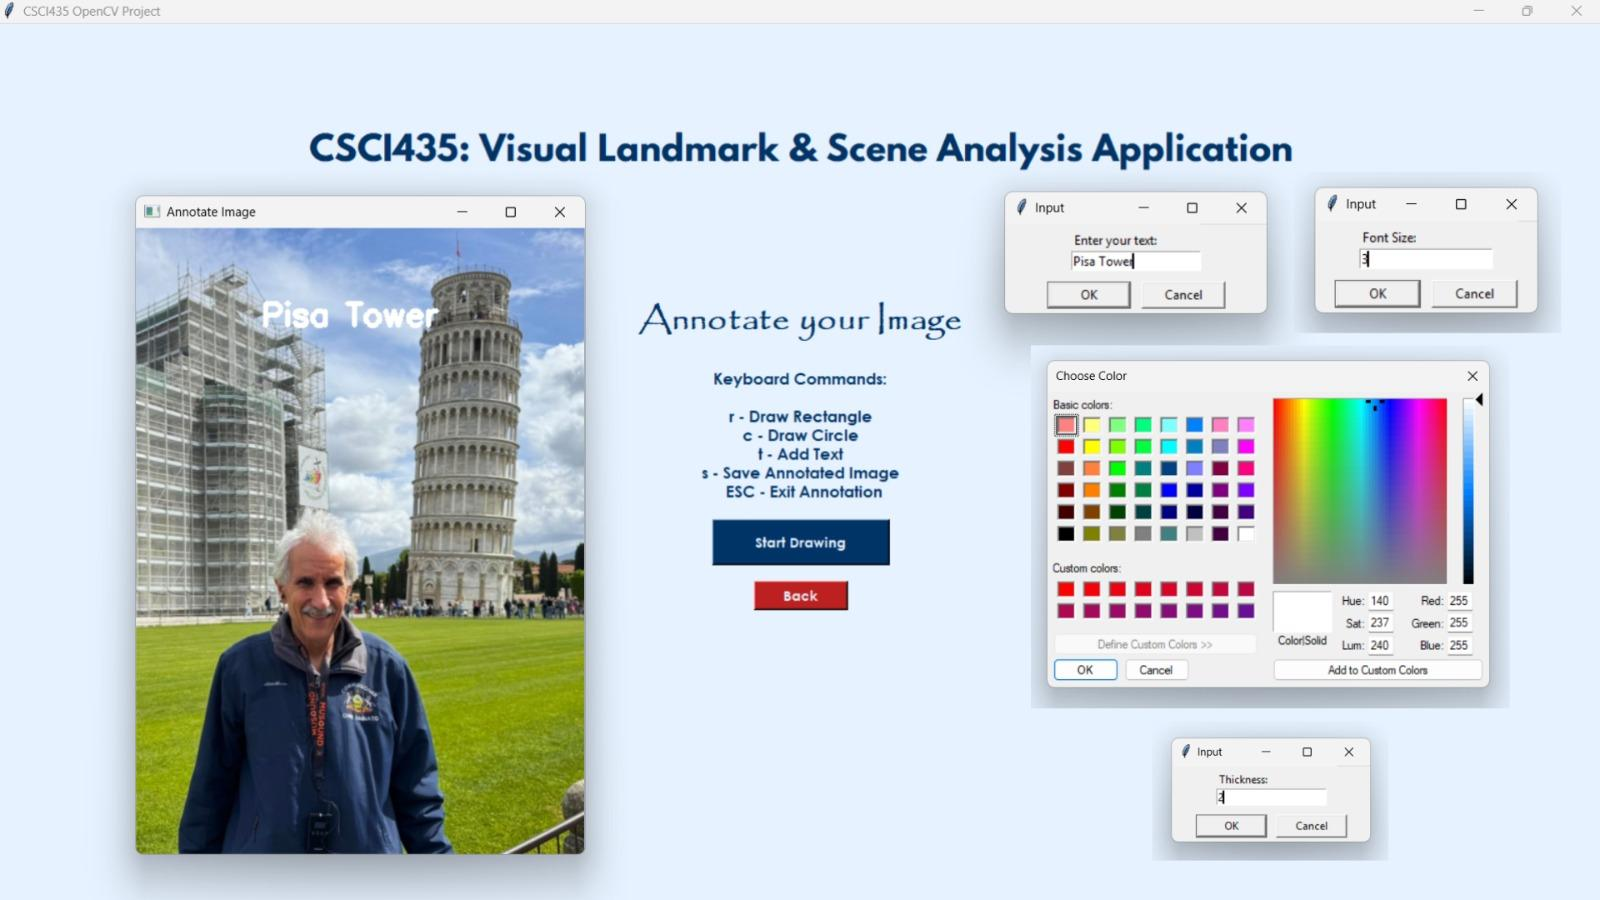 CSCI435 OpenCV Project
CSCI435: Visual Landmark & Scene Analysis Application
Annotate Image
Pisa Tower
Annotate your Image
Keyboard Commands:
r - Draw Rectangle
c - Draw Circle
t - Add Text
s - Save Annotated Image
ESC - Exit Annotation
Start Drawing
Back
Input
Enter your text:
Pisa Tower
OK Cancel
Input
Font Size:
3
OK Cancel
Choose Color
Basic colors:
Custom colors:
Define Custom Colors >>
OK Cancel
Color|Solid
Hue: 140 Red: 255
Sat: 237 Green: 255
Lum: 240 Blue: 255
Add to Custom Colors
Input
Thickness:
2
OK Cancel